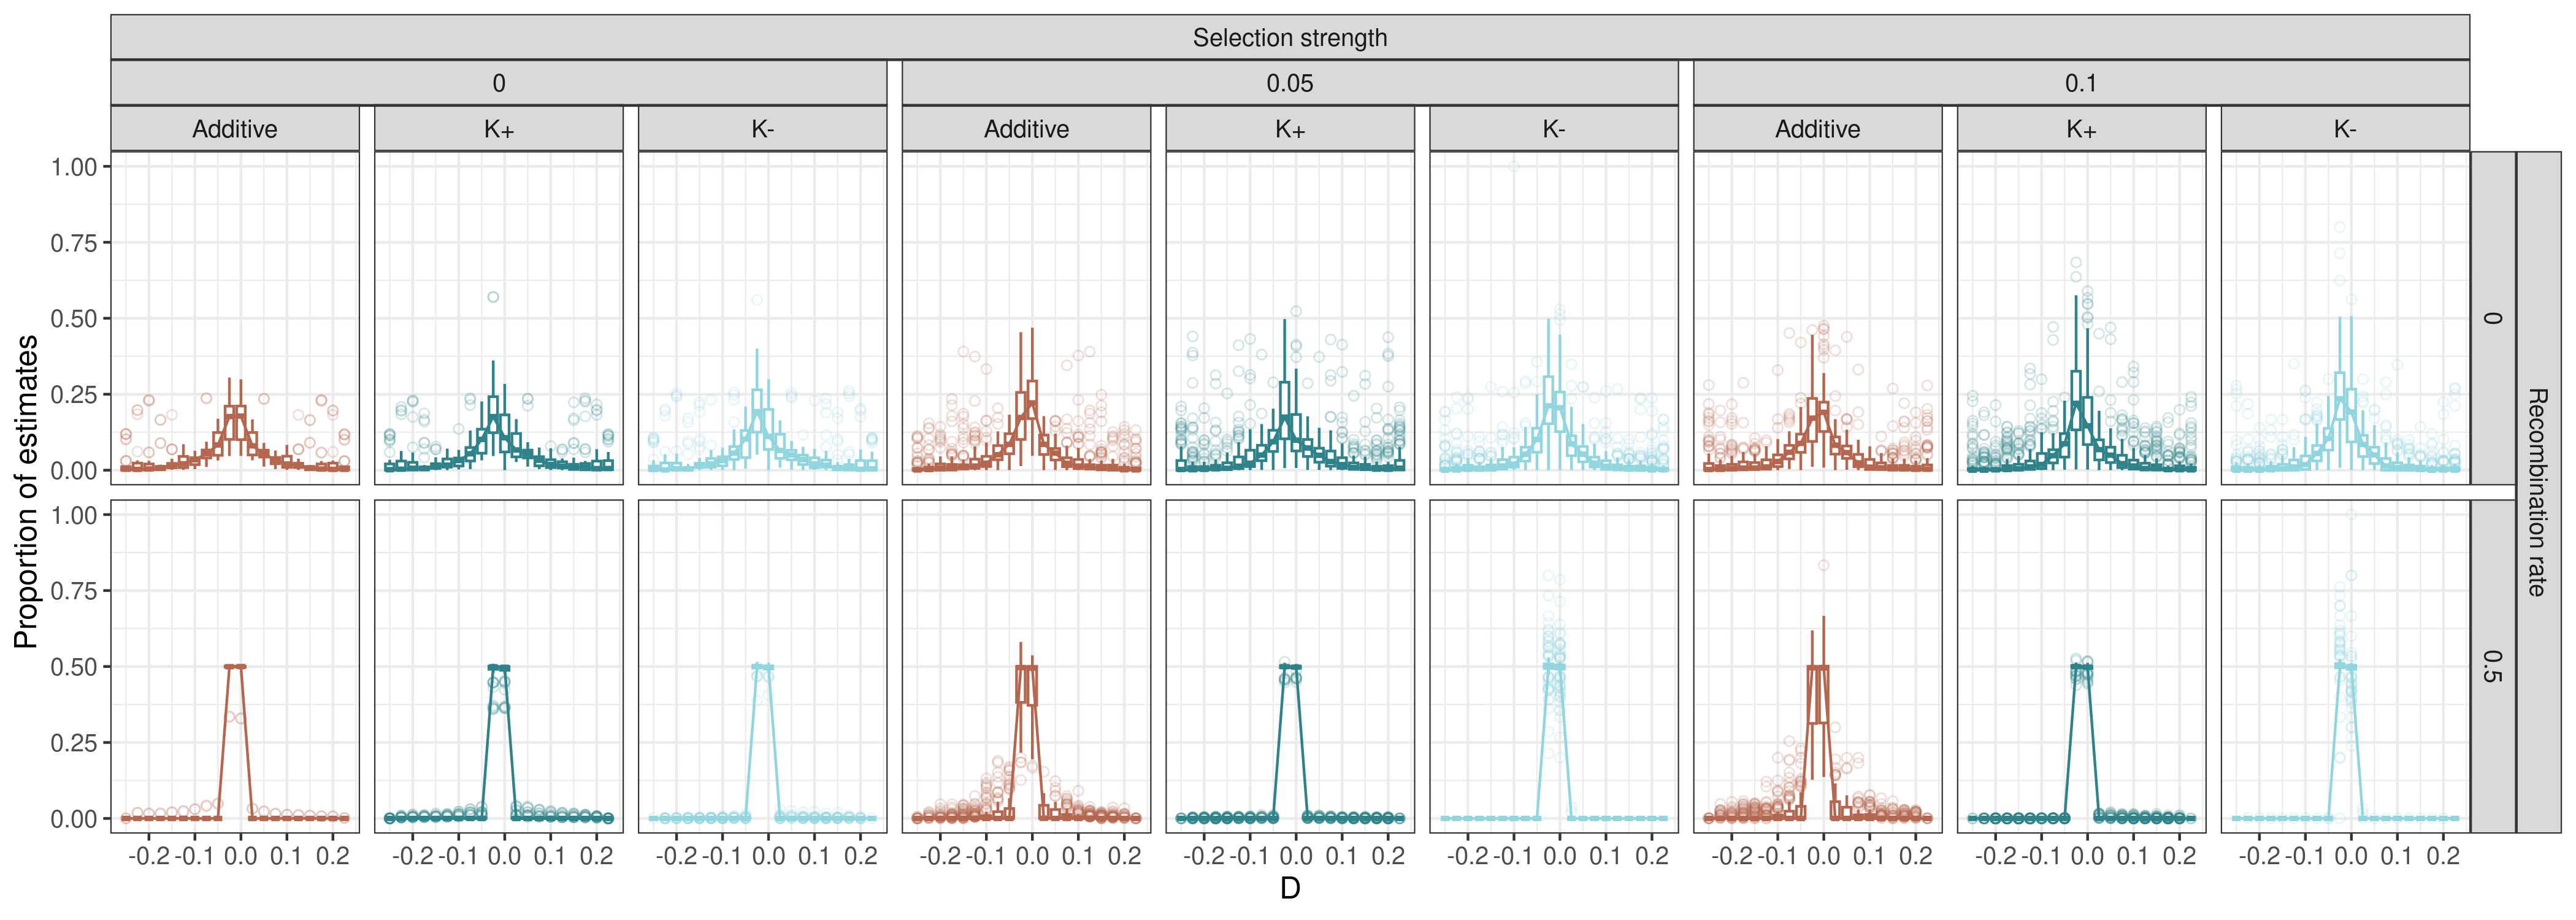 Selection strength
0 0.05 0.1
Additive K+ K- Additive K+ K- Additive K+ K-
Proportion of estimates
1.00
0.75
0.50
0.25
0.00
0
1.00
0.75
0.50
0.25
0.00
0.5
Recombination rate
-0.2 -0.1 0.0 0.1 0.2 -0.2 -0.1 0.0 0.1 0.2 -0.2 -0.1 0.0 0.1 0.2 -0.2 -0.1 0.0 0.1 0.2 -0.2 -0.1 0.0 0.1 0.2 -0.2 -0.1 0.0 0.1 0.2 -0.2 -0.1 0.0 0.1 0.2 -0.2 -0.1 0.0 0.1 0.2 -0.2 -0.1 0.0 0.1 0.2
D